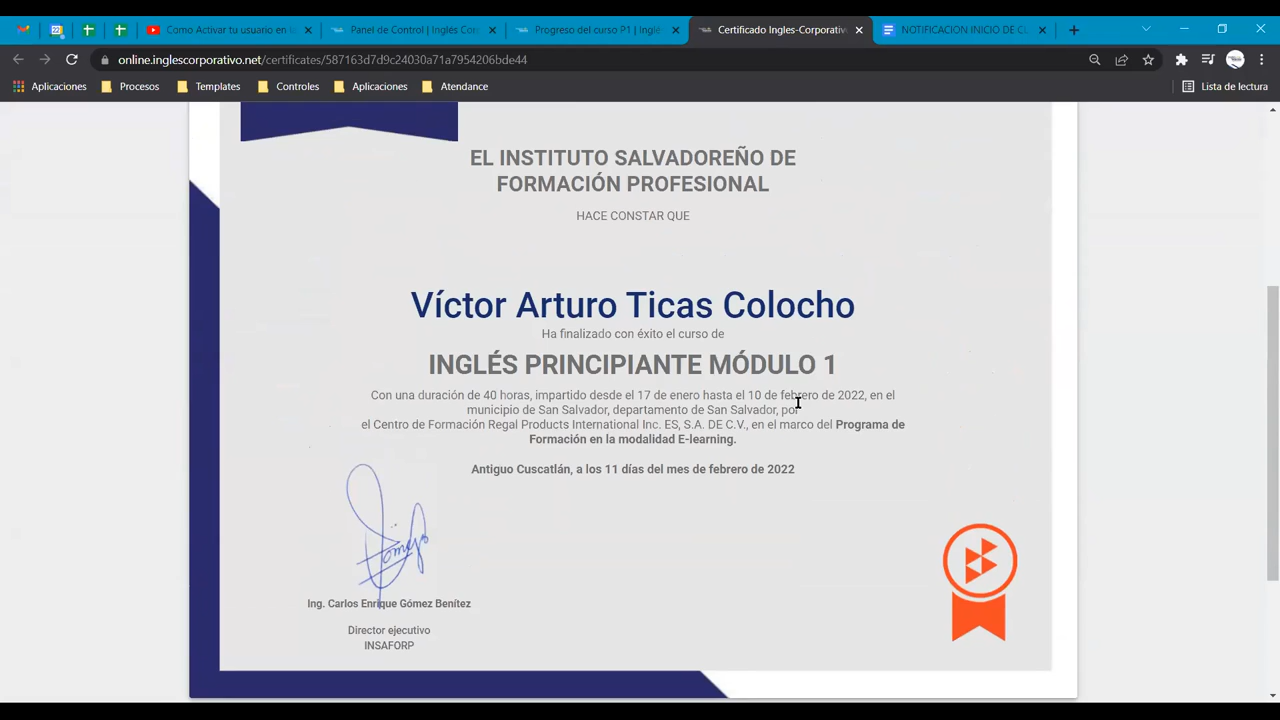 Como Activar tu usuario en
Panel de Control | Inglés Cor
Progreso del curso P1 | Inglé
Certificado Ingles-Corporativ
NOTIFICACION INICIO DE CL
online.inglescorporativo.net/certificates/587163d7d9c24030a71a7954206bde44
Aplicaciones
Procesos
Templates
Controles
Aplicaciones
Atendance
Lista de lectura
EL INSTITUTO SALVADOREÑO DE
FORMACIÓN PROFESIONAL
HACE CONSTAR QUE
Víctor Arturo Ticas Colocho
Ha finalizado con éxito el curso de
INGLÉS PRINCIPIANTE MÓDULO 1
Con una duración de 40 horas, impartido desde el 17 de enero hasta el 10 de febrero de 2022, en el
municipio de San Salvador, departamento de San Salvador, por
el Centro de Formación Regal Products International Inc. ES, S.A. DE C.V., en el marco del Programa de
Formación en la modalidad E-learning.
Antiguo Cuscatlán, a los 11 días del mes de febrero de 2022
Ing. Carlos Enrique Gómez Benítez
Director ejecutivo
INSAFORP